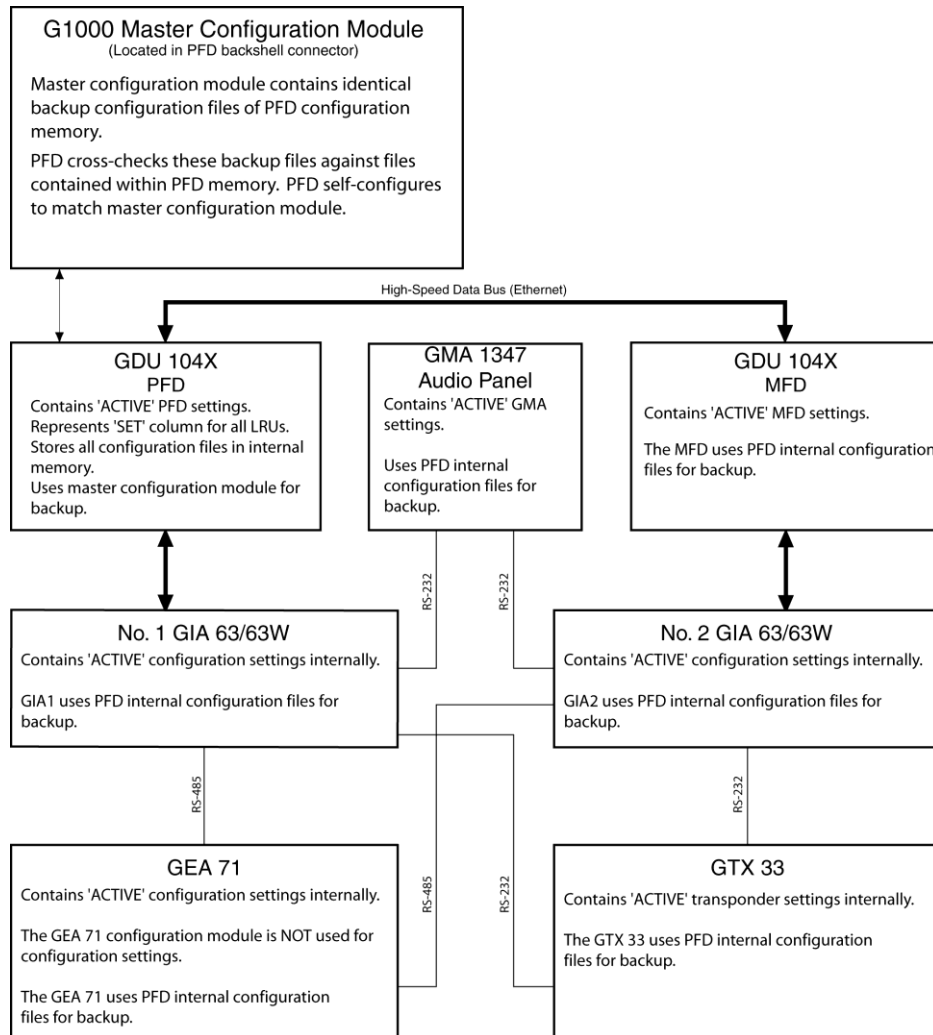 G1000 Master Configuration Module
(Located in PFD backshell connector)
Master configuration module contains identical
backup configuration files of PFD configuration
memory.
PFD cross-checks these backup files against files
contained within PFD memory. PFD self-configures
to match master configuration module.
High-Speed Data Bus (Ethernet)
GDU 104X
PFD
Contains 'ACTIVE' PFD settings.
Represents 'SET' column for all LRUs.
Stores all configuration files in internal
memory.
Uses master configuration module for
backup.
GMA 1347
Audio Panel
Contains 'ACTIVE' GMA
settings.
Uses PFD internal
configuration files for
backup.
GDU 104X
MFD
Contains 'ACTIVE' MFD settings.
The MFD uses PFD internal configuration
files for backup.
RS-232
RS-232
No. 1 GIA 63/63W
Contains 'ACTIVE' configuration settings internally.
GIA1 uses PFD internal configuration files for
backup.
No. 2 GIA 63/63W
Contains 'ACTIVE' configuration settings internally.
GIA2 uses PFD internal configuration files for
backup.
RS-485
RS-485
RS-232
RS-232
GEA 71
Contains 'ACTIVE' configuration settings internally.
The GEA 71 configuration module is NOT used for
configuration settings.
The GEA 71 uses PFD internal configuration
files for backup.
GTX 33
Contains 'ACTIVE' transponder settings internally.
The GTX 33 uses PFD internal configuration
files for backup.